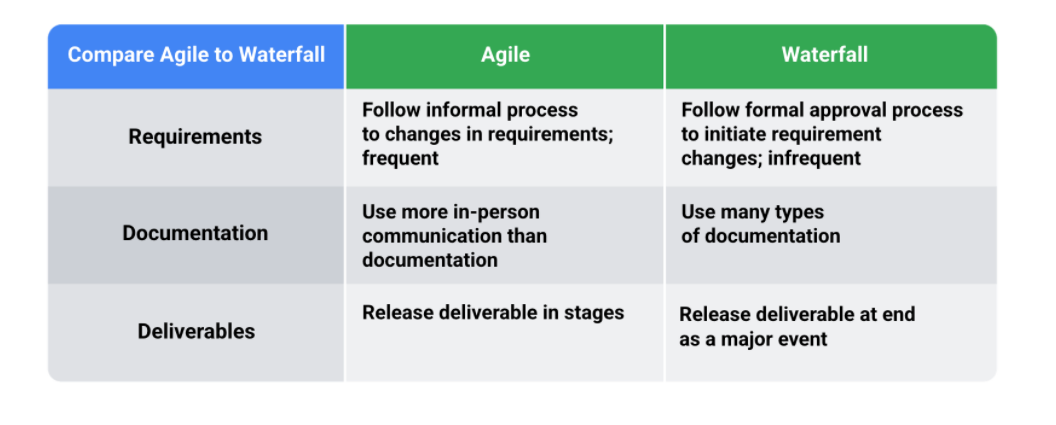 Compare Agile to Waterfall
Agile
Waterfall
Requirements
Follow informal process
to changes in requirements;
frequent
Follow formal approval process
to initiate requirement
changes; infrequent
Documentation
Use more in-person
communication than
documentation
Use many types
of documentation
Deliverables
Release deliverable in stages
Release deliverable at end
as a major event